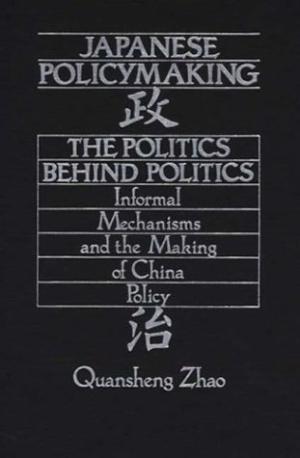 JAPANESE
POLICYMAKING
政
THE POLITICS
BEHIND POLITICS
Informal
Mechanisms
and the Making
of China
Policy
治
Quansheng Zhao